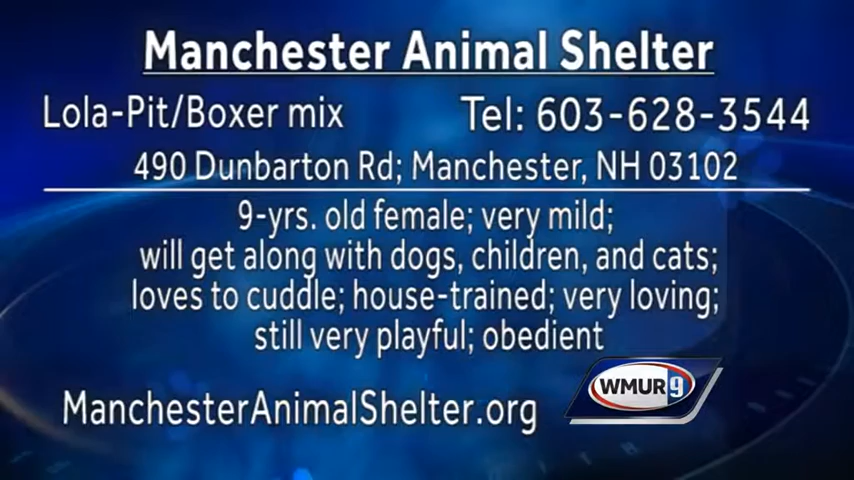 Manchester Animal Shelter
Lola-Pit/Boxer mix Tel: 603-628-3544
490 Dunbarton Rd; Manchester, NH 03102
9-yrs. old female; very mild;
will get along with dogs, children, and cats;
loves to cuddle; house-trained; very loving;
still very playful; obedient
ManchesterAnimalShelter.org
WMUR9